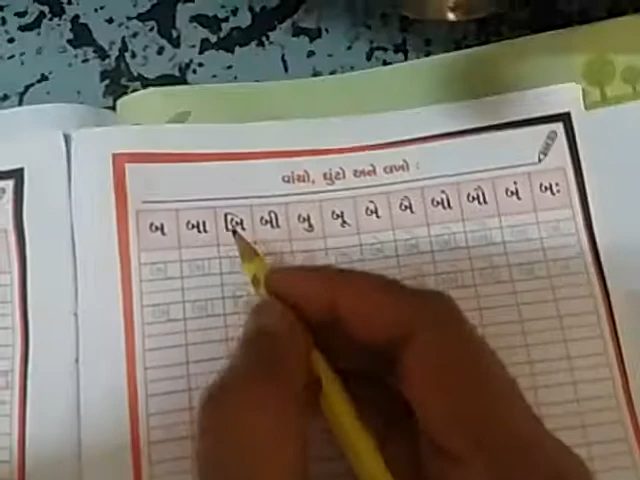 વાંચો, ઘુંટો અને લખો :
બ બા બિ બી બુ બૂ બે બૈ બો બૌ બં બઃ